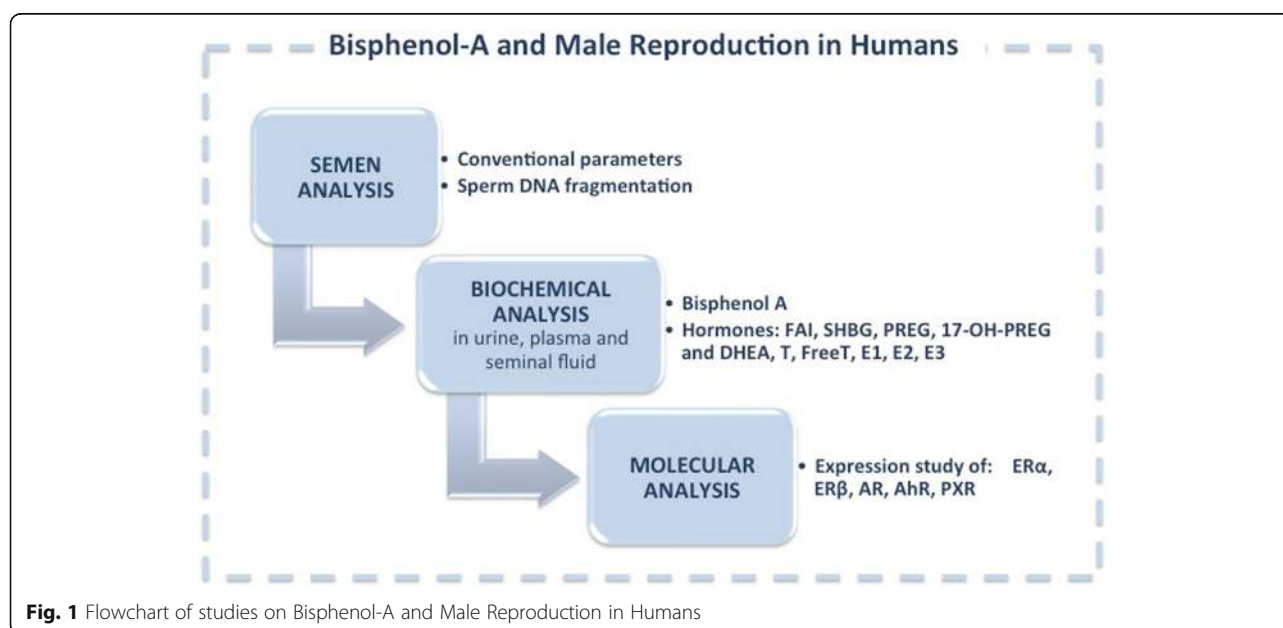 Bisphenol-A and Male Reproduction in Humans
SEMEN
ANALYSIS
• Conventional parameters
• Sperm DNA fragmentation
BIOCHEMICAL
ANALYSIS
in urine, plasma and
seminal fluid
• Bisphenol A
• Hormones: FAI, SHBG, PREG, 17-OH-PREG
and DHEA, T, FreeT, E1, E2, E3
MOLECULAR
ANALYSIS
• Expression study of: ERα,
ERβ, AR, AhR, PXR
Fig. 1 Flowchart of studies on Bisphenol-A and Male Reproduction in Humans